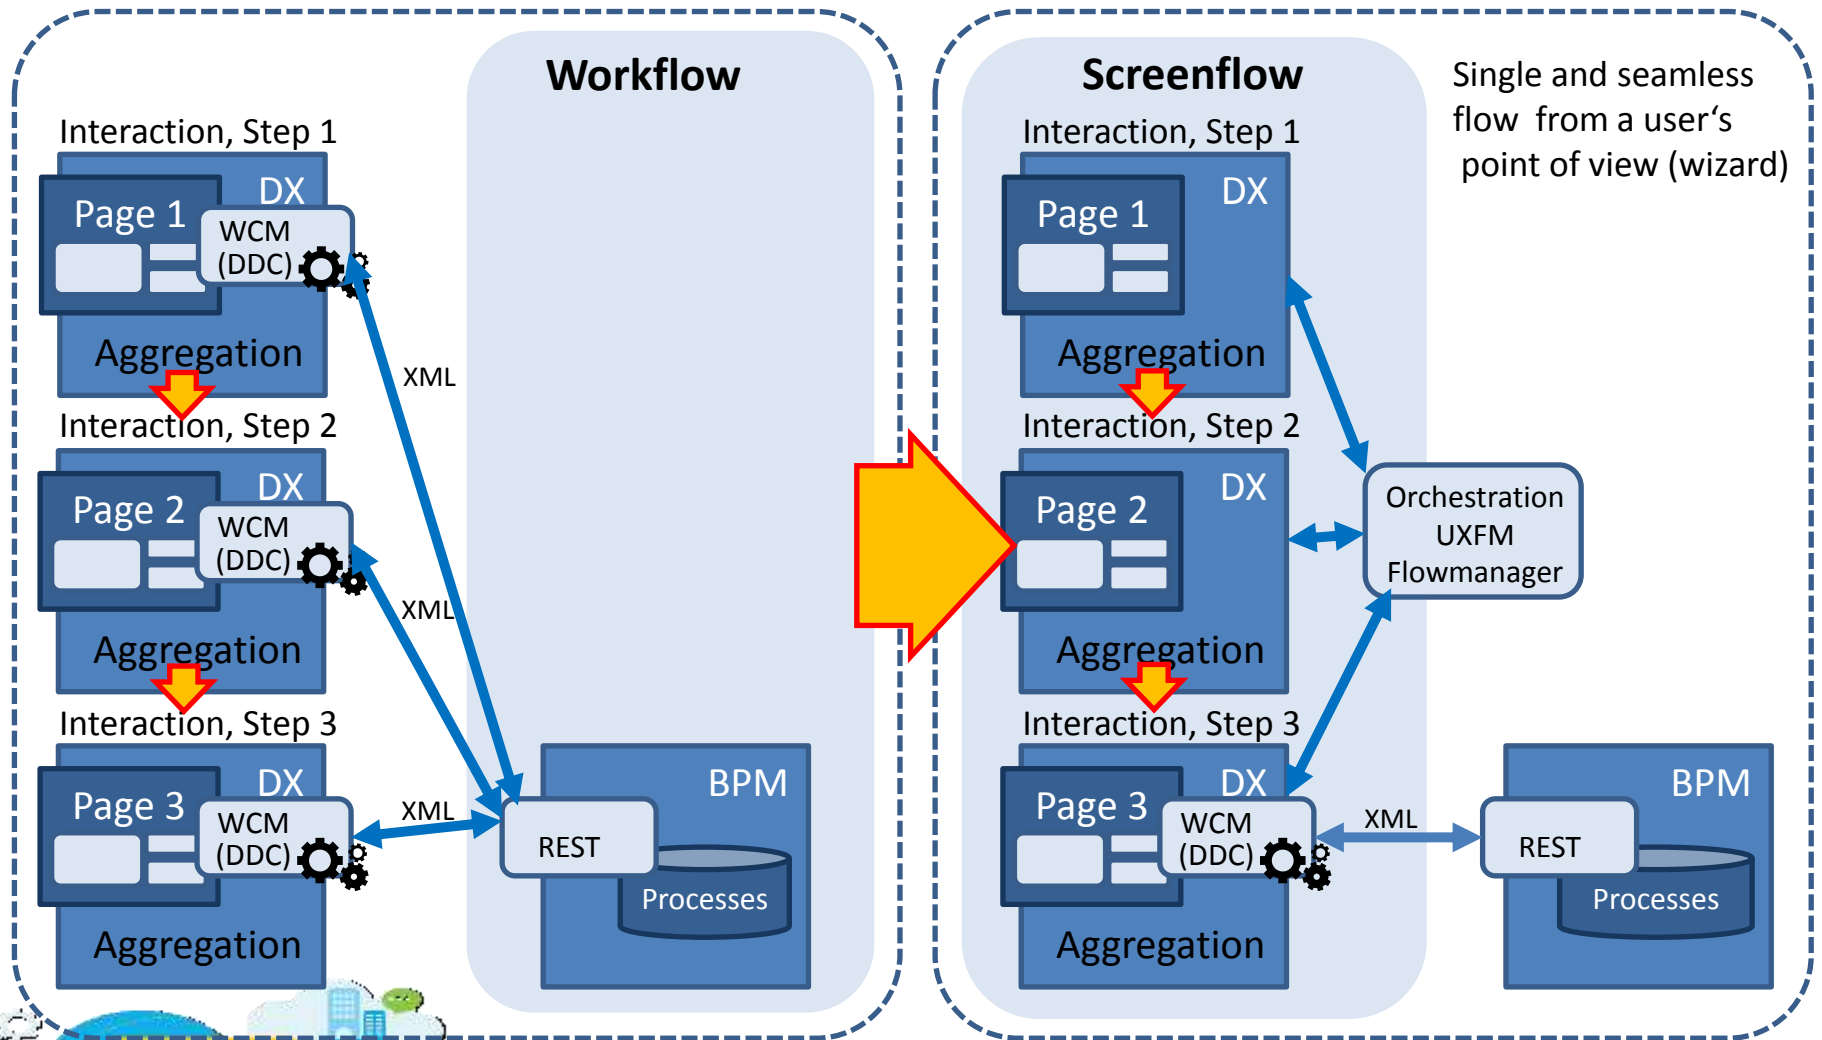 Workflow
Interaction, Step 1
DX
Page 1
WCM
(DDC)
Aggregation
XML
Interaction, Step 2
DX
Page 2
WCM
(DDC)
XML
Aggregation
Interaction, Step 3
DX
Page 3
WCM
(DDC)
XML
Aggregation
BPM
REST
Processes
Screenflow
Single and seamless
flow from a user‘s
point of view (wizard)
Interaction, Step 1
DX
Page 1
Aggregation
Interaction, Step 2
DX
Page 2
Aggregation
Orchestration
UXFM
Flowmanager
Interaction, Step 3
DX
Page 3
WCM
(DDC)
Aggregation
XML
BPM
REST
Processes